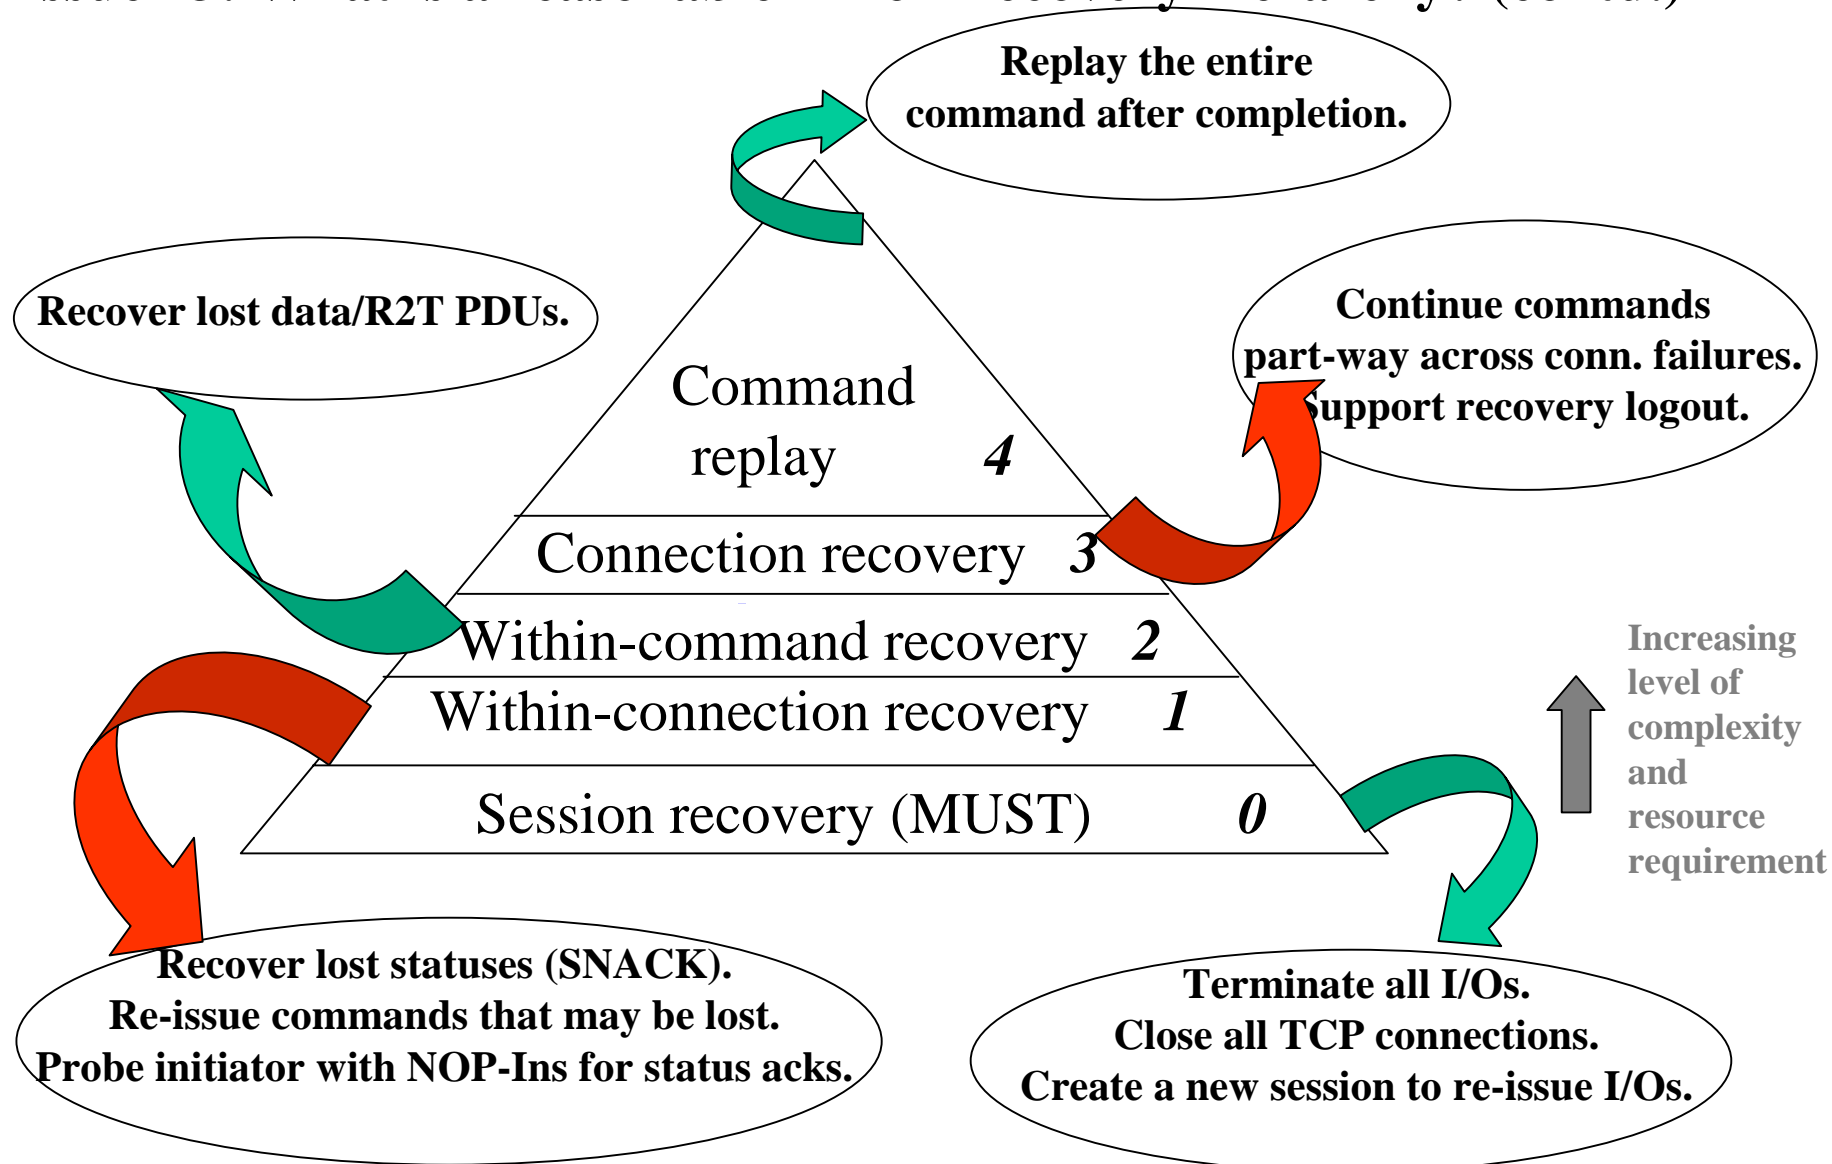 (cont'd)
Replay the entire
command after completion.
Recover lost data/R2T PDUs.
Continue commands
part-way across conn. failures.
Support recovery logout.
Command
replay 4
Connection recovery 3
Within-command recovery 2
Within-connection recovery 1
Session recovery (MUST) 0
Increasing
level of
complexity
and
resource
requirement
Recover lost statuses (SNACK).
Re-issue commands that may be lost.
Probe initiator with NOP-Ins for status acks.
Terminate all I/Os.
Close all TCP connections.
Create a new session to re-issue I/Os.